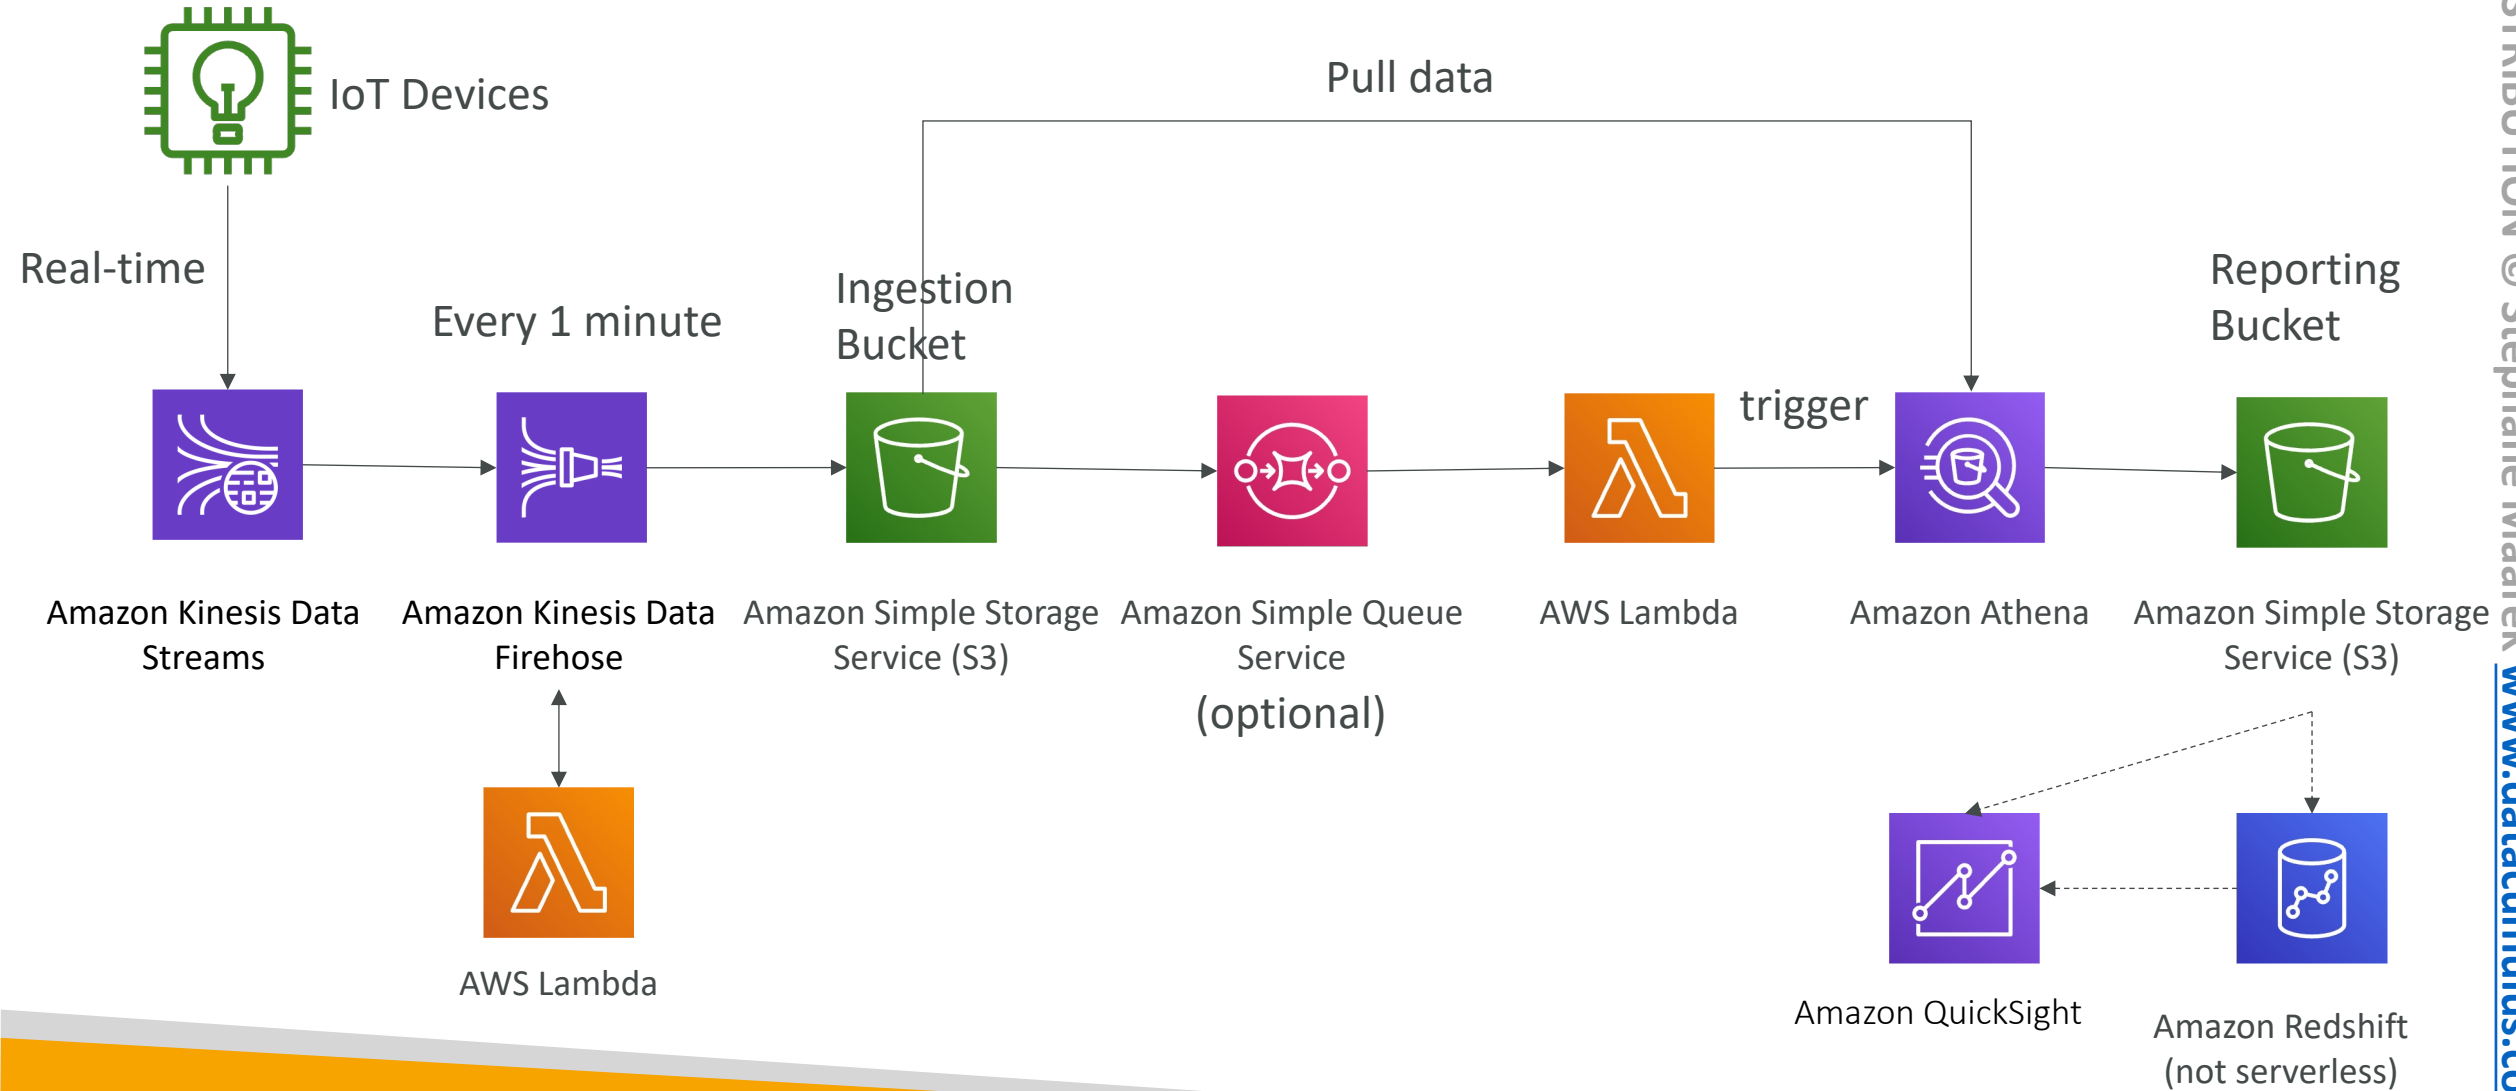 IoT Devices
Pull data
Real-time
Every 1 minute
Ingestion
Bucket
Reporting
Bucket
trigger
Amazon Kinesis Data
Streams
Amazon Kinesis Data
Firehose
Amazon Simple Storage
Service (S3)
Amazon Simple Queue
Service
(optional)
AWS Lambda
Amazon Athena
Amazon Simple Storage
Service (S3)
AWS Lambda
Amazon QuickSight
Amazon Redshift
(not serverless)
© Stephane Maarek